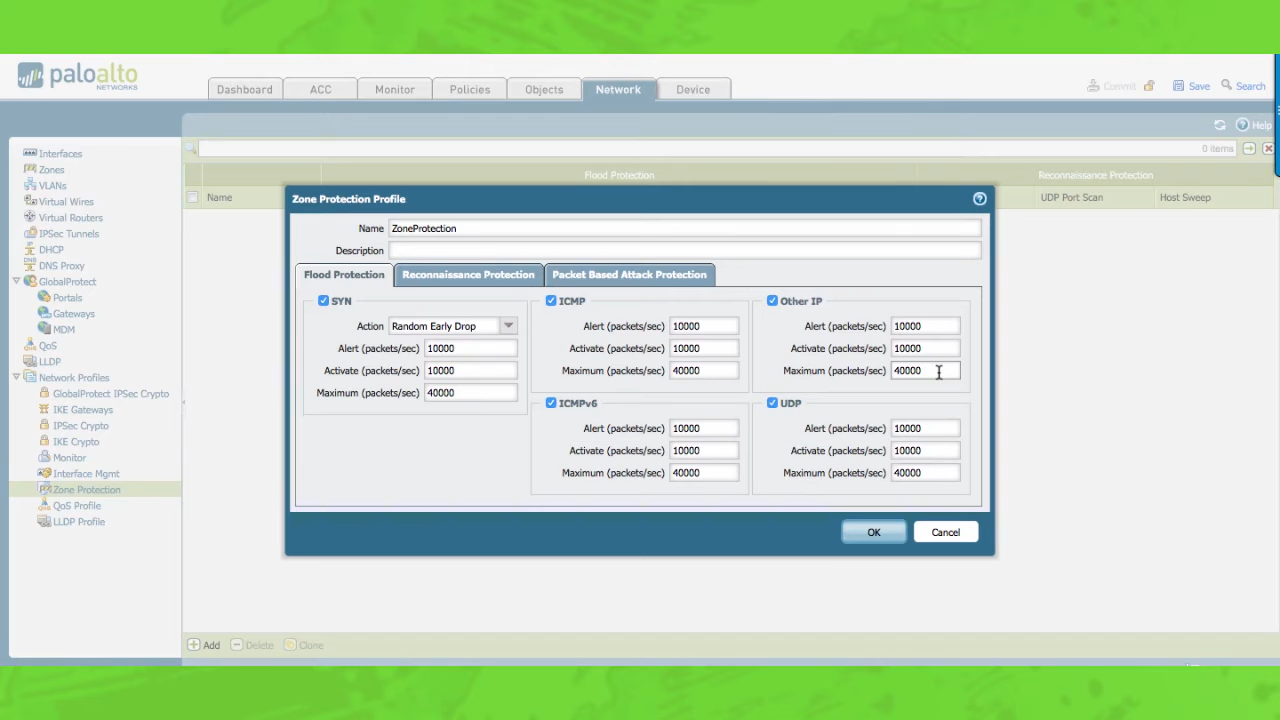 paloalto
NETWORKS
Dashboard
ACC
Monitor
Policies
Objects
Network
Device
Commit
Save
Search
Help
0 items
Interfaces
Zones
VLANs
Virtual Wires
Virtual Routers
IPSec Tunnels
DHCP
DNS Proxy
GlobalProtect
Portals
Gateways
MDM
QoS
LLDP
Network Profiles
GlobalProtect IPSec Crypto
IKE Gateways
IPSec Crypto
IKE Crypto
Monitor
Interface Mgmt
Zone Protection
QoS Profile
LLDP Profile
Flood Protection
Reconnaissance Protection
Name
UDP Port Scan
Host Sweep
Zone Protection Profile
Name ZoneProtection
Description
Flood Protection
Reconnaissance Protection
Packet Based Attack Protection
SYN
Action Random Early Drop
Alert (packets/sec) 10000
Activate (packets/sec) 10000
Maximum (packets/sec) 40000
ICMP
Alert (packets/sec) 10000
Activate (packets/sec) 10000
Maximum (packets/sec) 40000
ICMPv6
Alert (packets/sec) 10000
Activate (packets/sec) 10000
Maximum (packets/sec) 40000
Other IP
Alert (packets/sec) 10000
Activate (packets/sec) 10000
Maximum (packets/sec) 40000
UDP
Alert (packets/sec) 10000
Activate (packets/sec) 10000
Maximum (packets/sec) 40000
OK
Cancel
Add
Delete
Clone